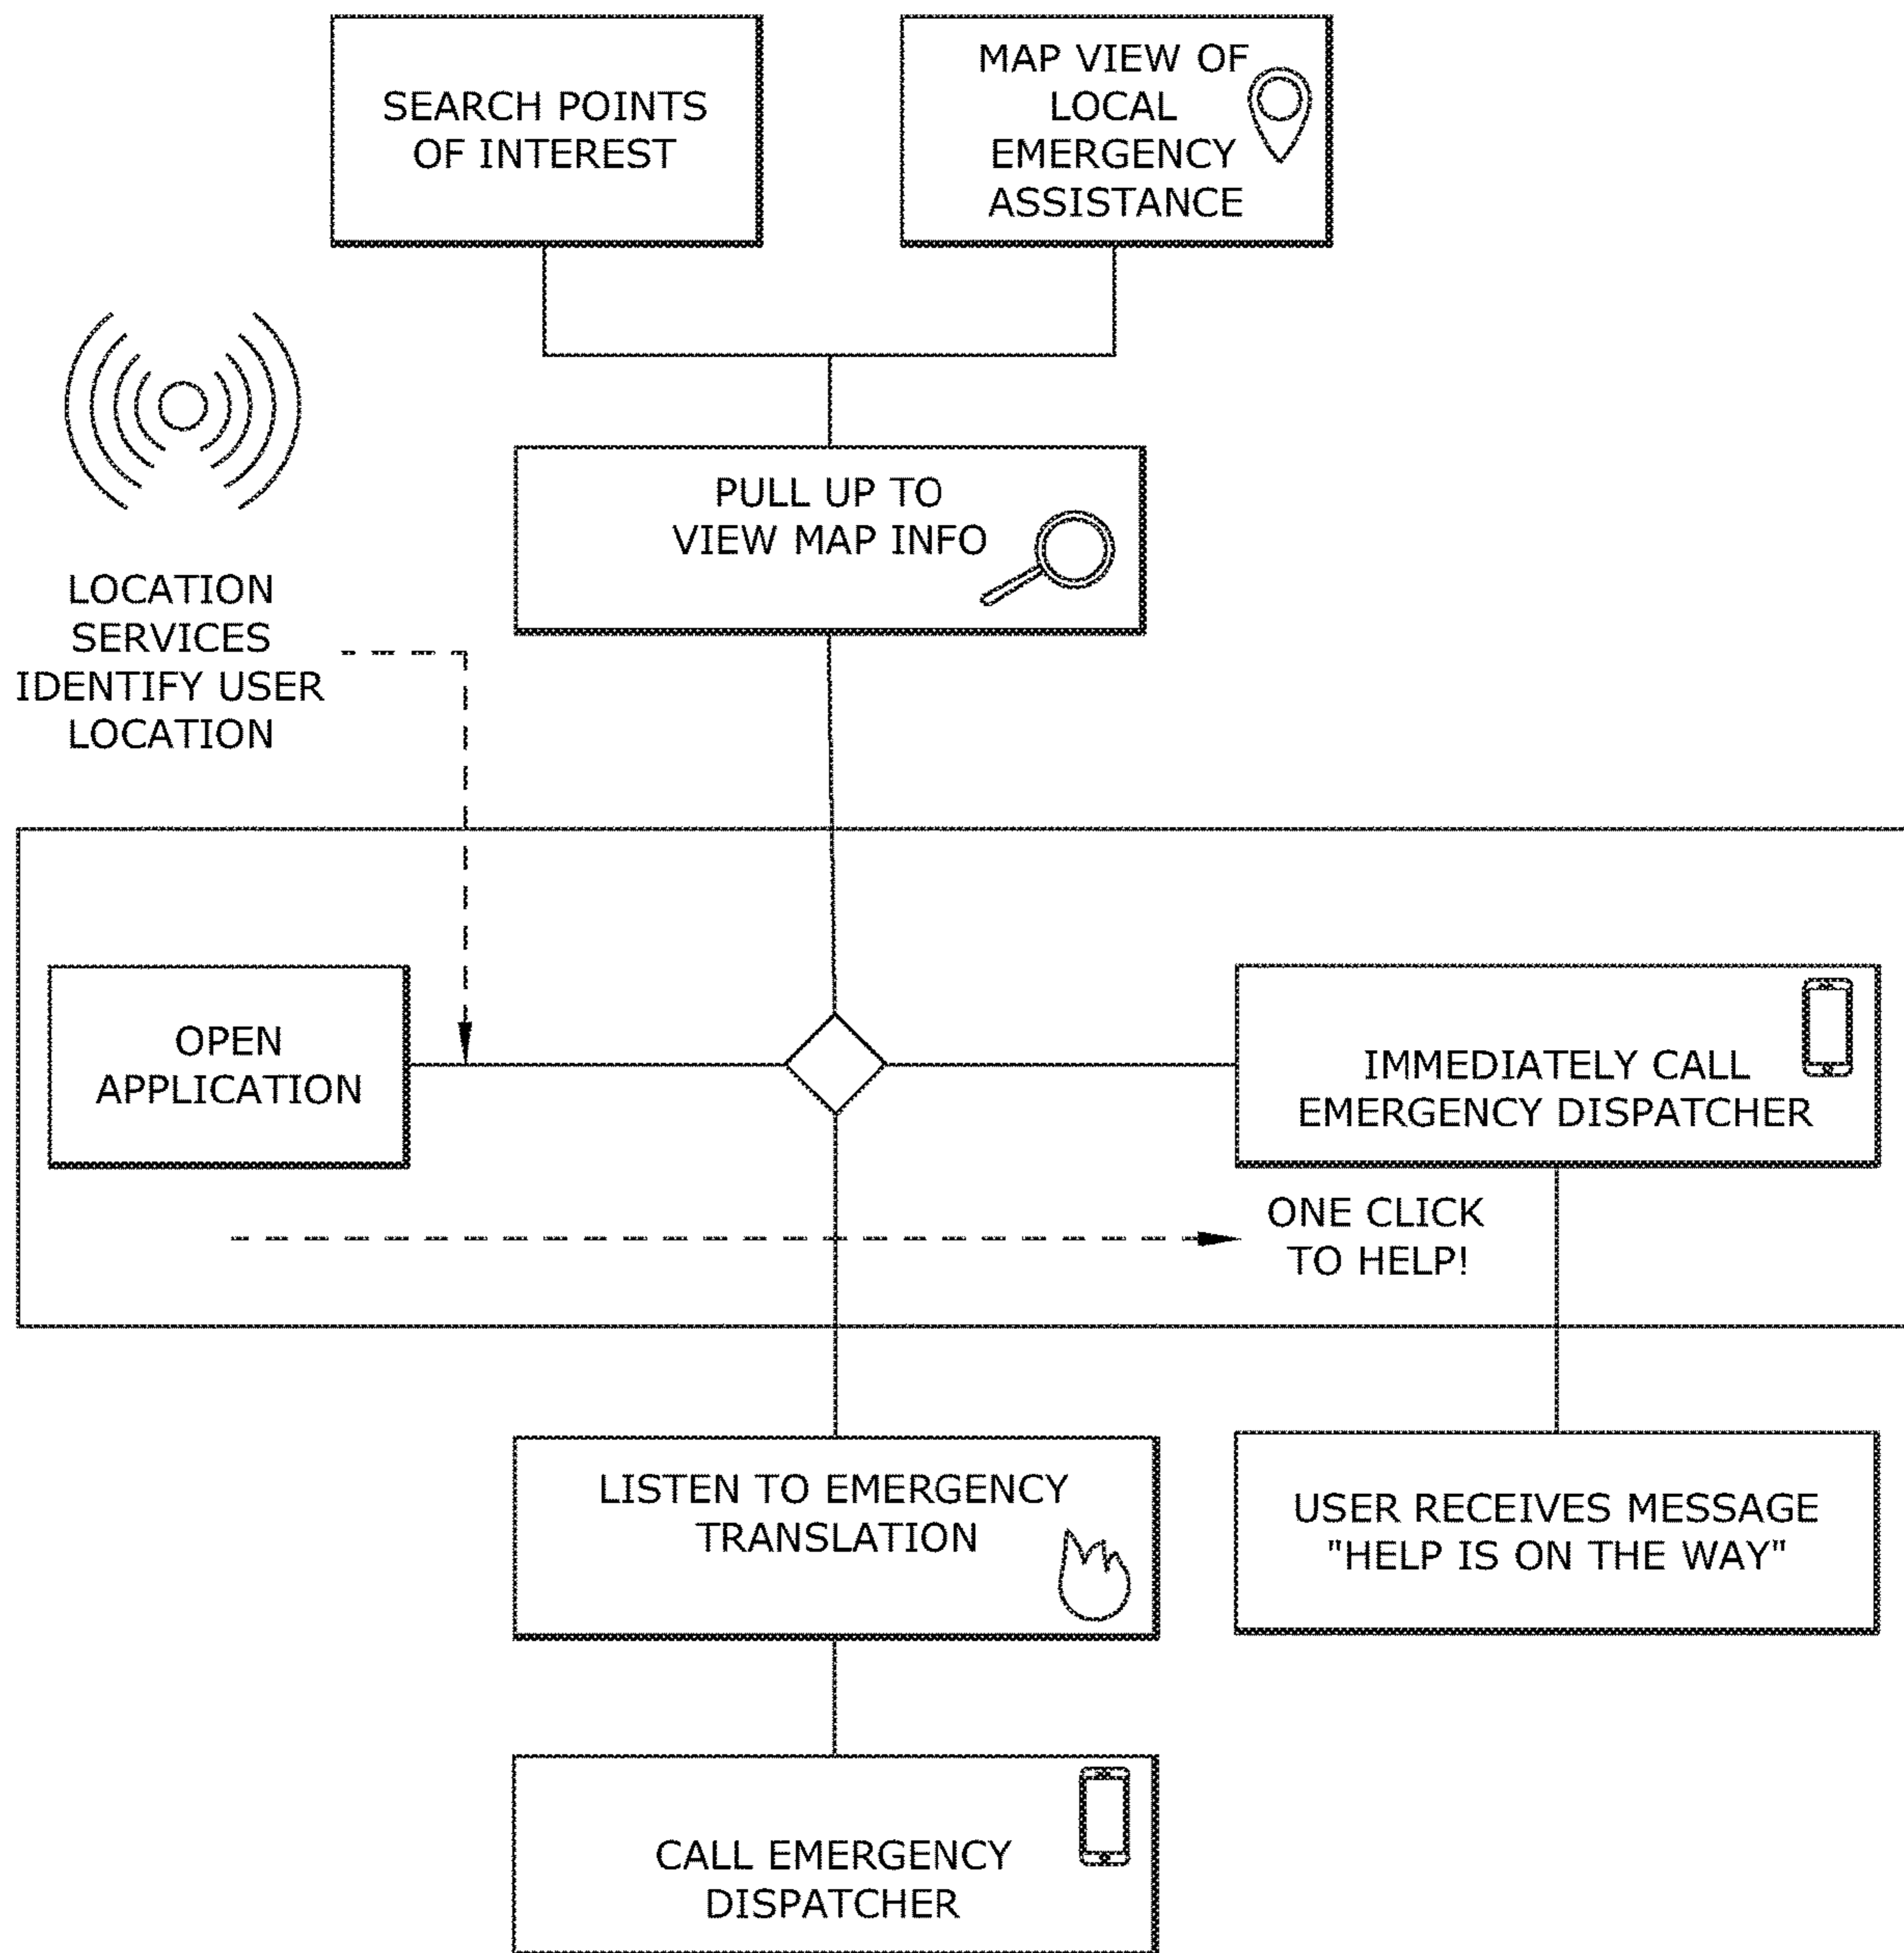 SEARCH POINTS
OF INTEREST
MAP VIEW OF
LOCAL
EMERGENCY
ASSISTANCE
PULL UP TO
VIEW MAP INFO
LOCATION
SERVICES
IDENTIFY USER
LOCATION
OPEN
APPLICATION
IMMEDIATELY CALL
EMERGENCY DISPATCHER
ONE CLICK
TO HELP!
LISTEN TO EMERGENCY
TRANSLATION
USER RECEIVES MESSAGE
"HELP IS ON THE WAY"
CALL EMERGENCY
DISPATCHER